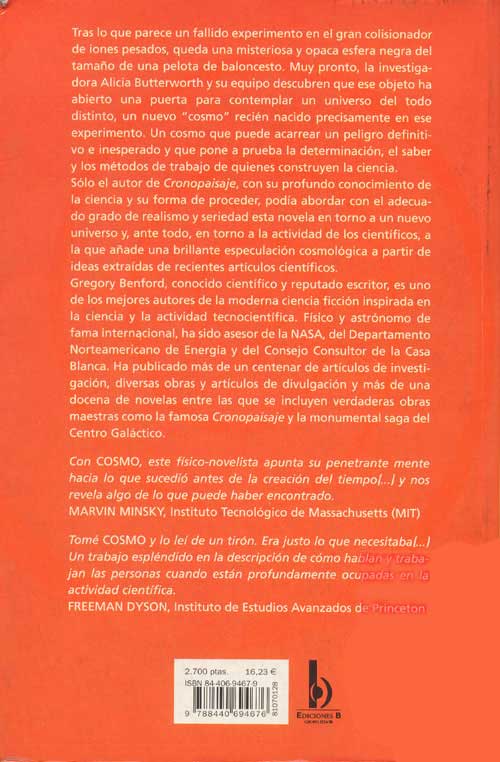 Tras lo que parece un fallido experimento en el gran colisionador
de iones pesados, queda una misteriosa y opaca esfera negra del
tamaño de una pelota de baloncesto. Muy pronto, la investiga-
dora Alicia Butterworth y su equipo descubren que ese objeto ha
abierto una puerta para contemplar un universo del todo
distinto, un nuevo "cosmo" recién nacido precisamente en ese
experimento. Un cosmo que puede acarrear un peligro definiti-
vo e inesperado y que pone a prueba la determinación, el saber
y los métodos de trabajo de quienes construyen la ciencia.
Sólo el autor de Cronopaisaje, con su profundo conocimiento de
la ciencia y su forma de proceder, podía abordar con el adecua-
do grado de realismo y seriedad esta novela en torno a un nuevo
universo y, ante todo, en torno a la actividad de los científicos, a
la que añade una brillante especulación cosmológica a partir de
ideas extraídas de recientes artículos científicos.
Gregory Benford, conocido científico y reputado escritor, es uno
de los mejores autores de la moderna ciencia ficción inspirada en
la ciencia y la actividad tecnocientífica. Físico y astrónomo de
fama internacional, ha sido asesor de la NASA, del Departamento
Norteamericano de Energía y del Consejo Consultor de la Casa
Blanca. Ha publicado más de un centenar de artículos de investi-
gación, diversas obras y artículos de divulgación y más de una
docena de novelas entre las que se incluyen verdaderas obras
maestras como la famosa Cronopaisaje y la monumental saga del
Centro Galáctico.
Con COSMO, este físico-novelista apunta su penetrante mente
hacia lo que sucedió antes de la creación del tiempo[...] y nos
revela algo de lo que puede haber encontrado.
MARVIN MINSKY, Instituto Tecnológico de Massachusetts (MIT)
Tomé COSMO y lo leí de un tirón. Era justo lo que necesitaba[...]
Un trabajo espléndido en la descripción de cómo hablan y traba-
jan las personas cuando están profundamente ocupadas en la
actividad científica.
FREEMAN DYSON, Instituto de Estudios Avanzados de Princeton
2.700 ptas. 16,23 €
ISBN 84-406-9467-9
9 788440 694676
81070128
b
EDICIONES B
GRUPO ZETA